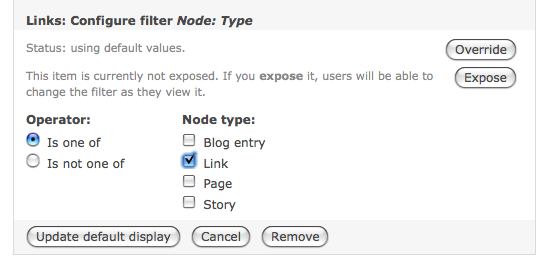 Links: Configure filter Node: Type
Status: using default values.
Override
This item is currently not exposed. If you expose it, users will be able to
change the filter as they view it.
Expose
Operator:
Is one of
Is not one of
Node type:
Blog entry
Link
Page
Story
Update default display
Cancel
Remove